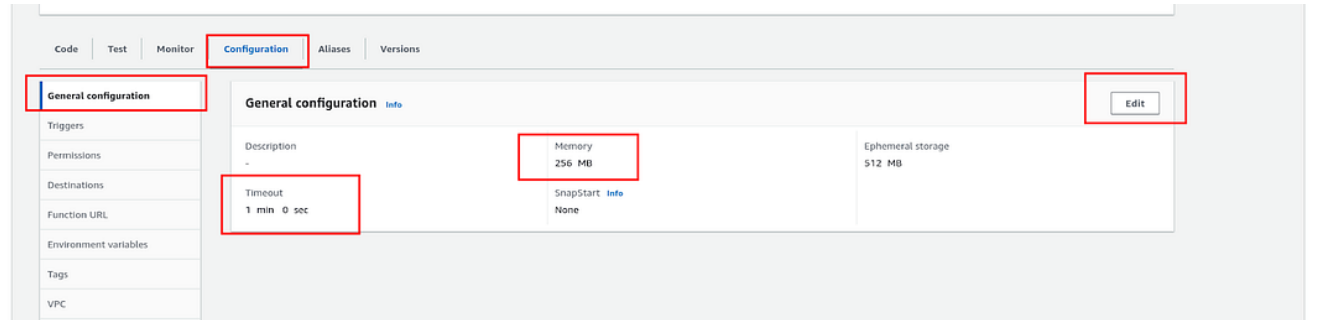 Code Test Monitor Configuration Aliases Versions
General configuration
Triggers
Permissions
Destinations
Function URL
Environment variables
Tags
VPC
General configuration Info
Edit
Description
-
Memory
256 MB
Ephemeral storage
512 MB
Timeout
1 min 0 sec
SnapStart Info
None